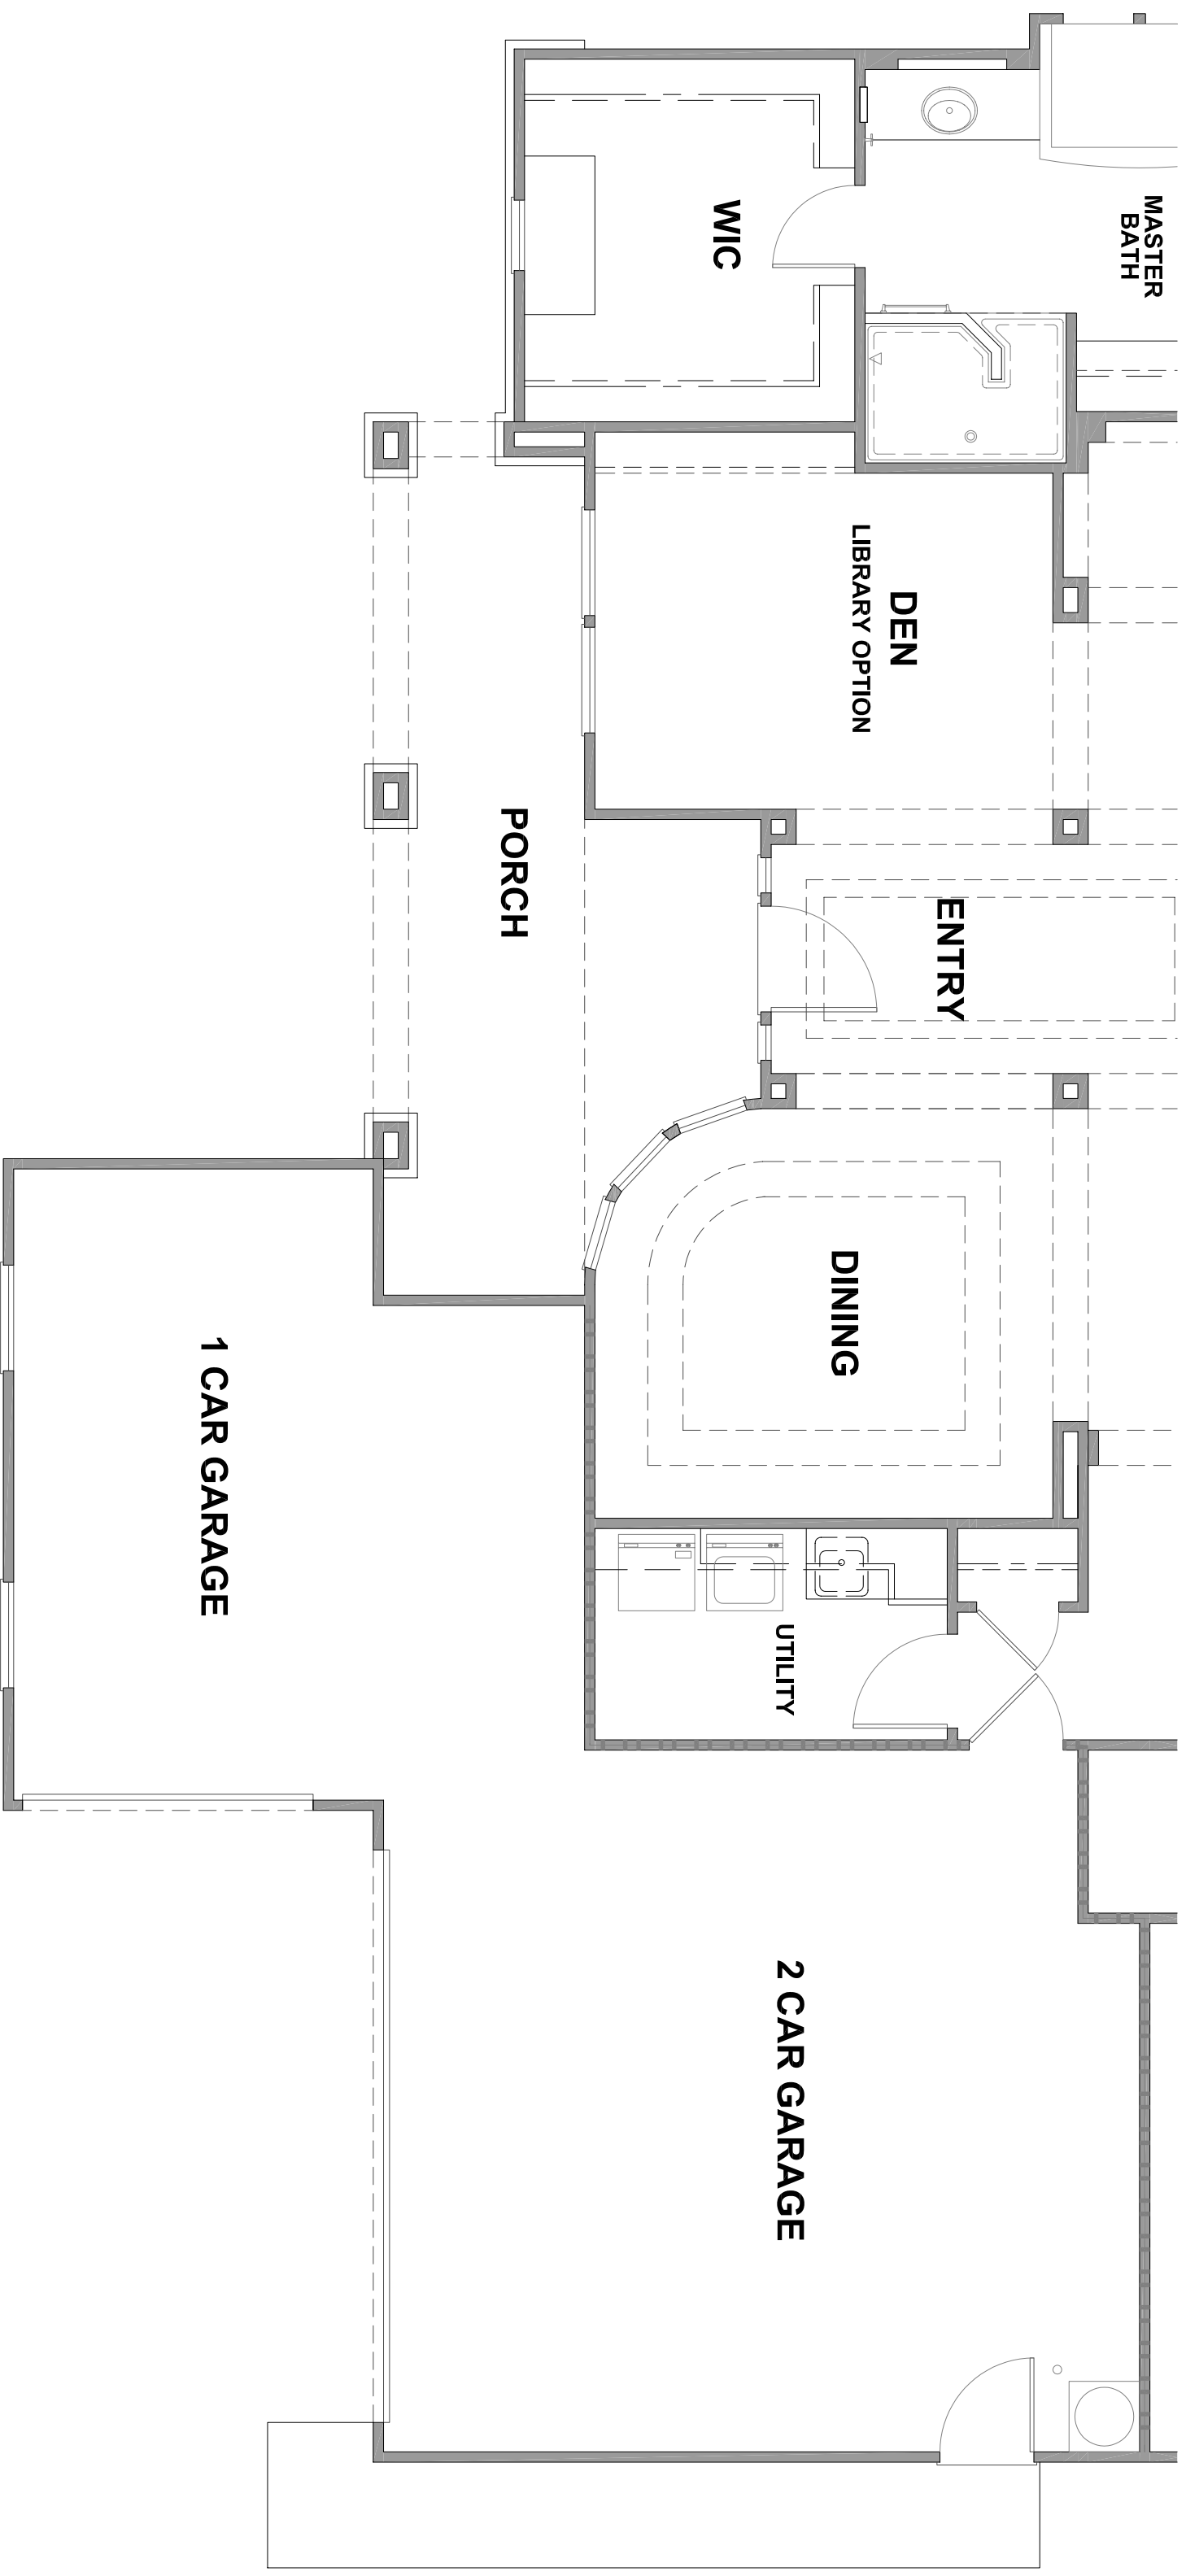 MASTER
BATH
WIC
DEN
LIBRARY OPTION
ENTRY
PORCH
DINING
UTILITY
1 CAR GARAGE
2 CAR GARAGE